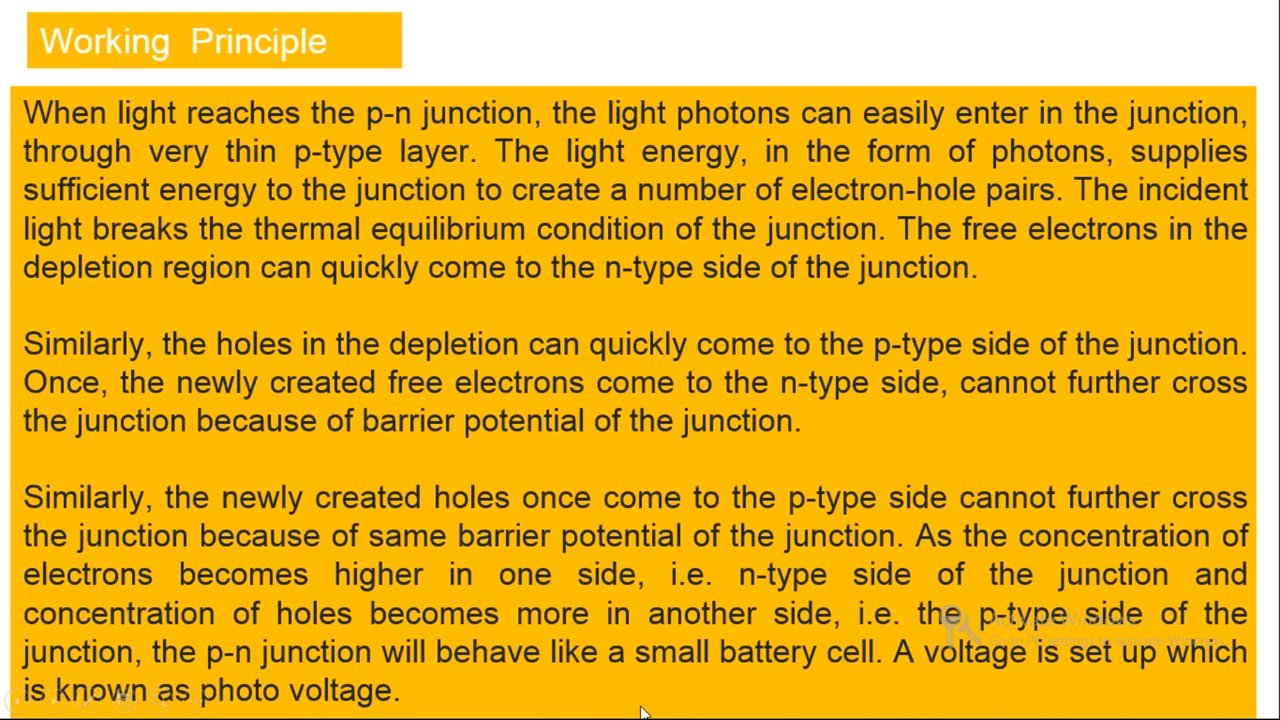 Working Principle
When light reaches the p-n junction, the light photons can easily enter in the junction,
through very thin p-type layer. The light energy, in the form of photons, supplies
sufficient energy to the junction to create a number of electron-hole pairs. The incident
light breaks the thermal equilibrium condition of the junction. The free electrons in the
depletion region can quickly come to the n-type side of the junction.
Similarly, the holes in the depletion can quickly come to the p-type side of the junction.
Once, the newly created free electrons come to the n-type side, cannot further cross
the junction because of barrier potential of the junction.
Similarly, the newly created holes once come to the p-type side cannot further cross
the junction because of same barrier potential of the junction. As the concentration of
electrons becomes higher in one side, i.e. n-type side of the junction and
concentration of holes becomes more in another side, i.e. the p-type side of the
junction, the p-n junction will behave like a small battery cell. A voltage is set up which
is known as photo voltage.